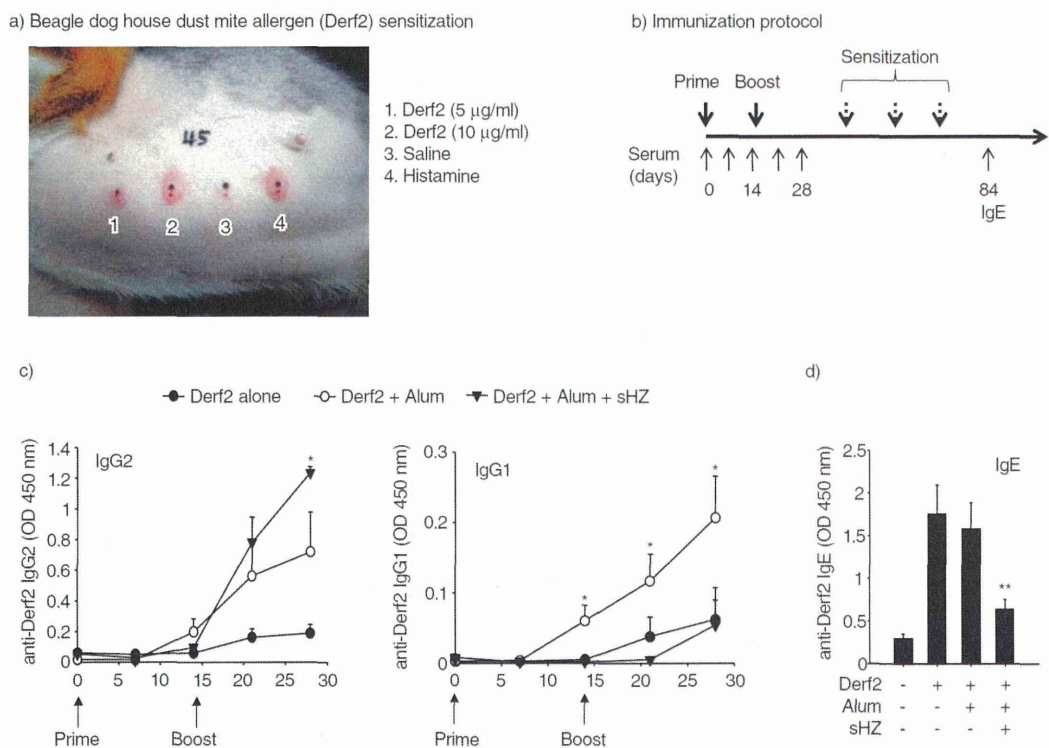 a) Beagle dog house dust mite allergen (Derf2) sensitization
45
1
2
3
4
1. Derf2 (5 µg/ml)
2. Derf2 (10 µg/ml)
3. Saline
4. Histamine
b) Immunization protocol
Sensitization
Prime Boost
Serum
(days)
0 14 28 84
IgE
c)
Derf2 alone Derf2 + Alum Derf2 + Alum + sHZ
IgG2
anti-Derf2 IgG2 (OD 450 nm)
1.4
1.2
1
0.8
0.6
0.4
0.2
0
*
0 5 10 15 20 25 30
Prime Boost
IgG1
anti-Derf2 IgG1 (OD 450 nm)
0.3
0.2
0.1
0
*
*
*
0 5 10 15 20 25 30
Prime Boost
d)
IgE
anti-Derf2 IgE (OD 450 nm)
2.5
2
1.5
1
0.5
0
**
Derf2 - + + +
Alum - - + +
sHZ - - - +